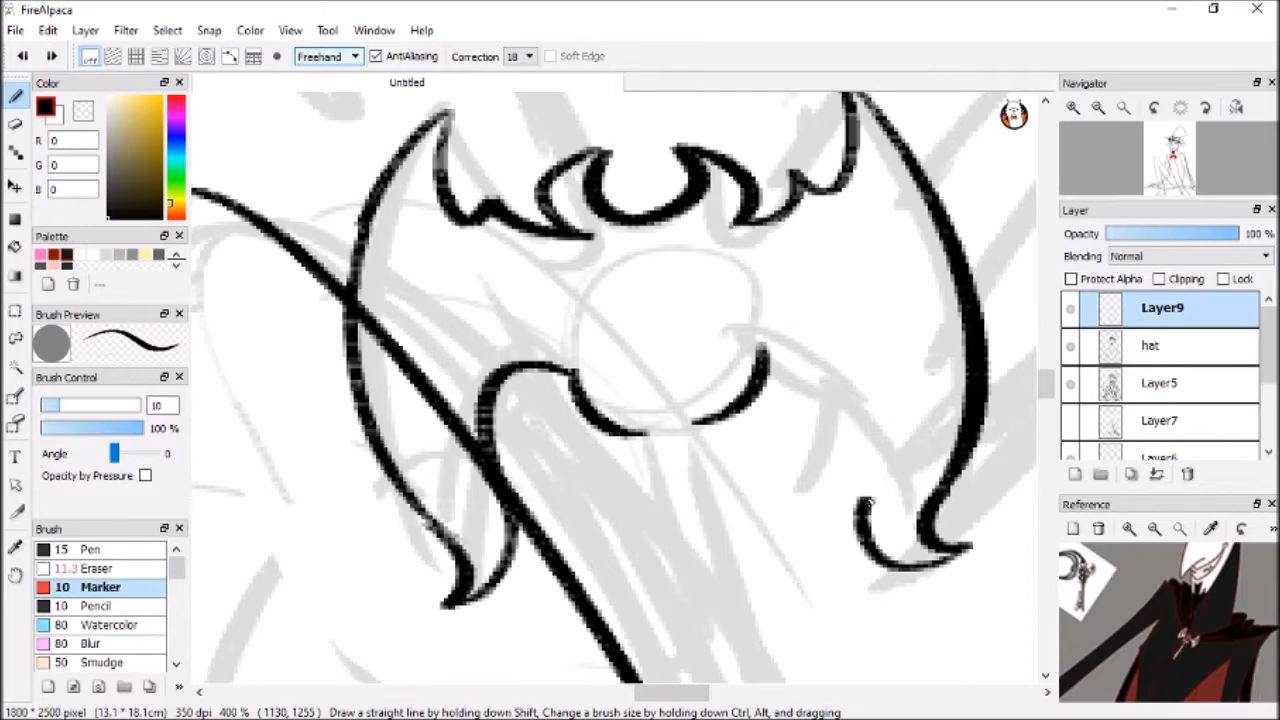 FireAlpaca
File Edit Layer Filter Select Snap Color View Tool Window Help
off Freehand AntiAliasing Correction 18 Soft Edge
Color
Untitled
Navigator
R 0
G 0
B 0
Layer
Opacity 100 %
Palette
Blending Normal
Protect Alpha Clipping Lock
Layer9
Brush Preview
hat
Brush Control
Layer5
10
Layer7
100 %
Angle 0
Layer6
Opacity by Pressure
Reference
Brush
15 Pen
11.3 Eraser
10 Marker
10 Pencil
80 Watercolor
80 Blur
50 Smudge
1800 * 2500 pixel (13.1 * 18.1cm) 350 dpi 400 % ( 1130, 1255 ) Draw a straight line by holding down Shift, Change a brush size by holding down Ctrl, Alt, and dragging